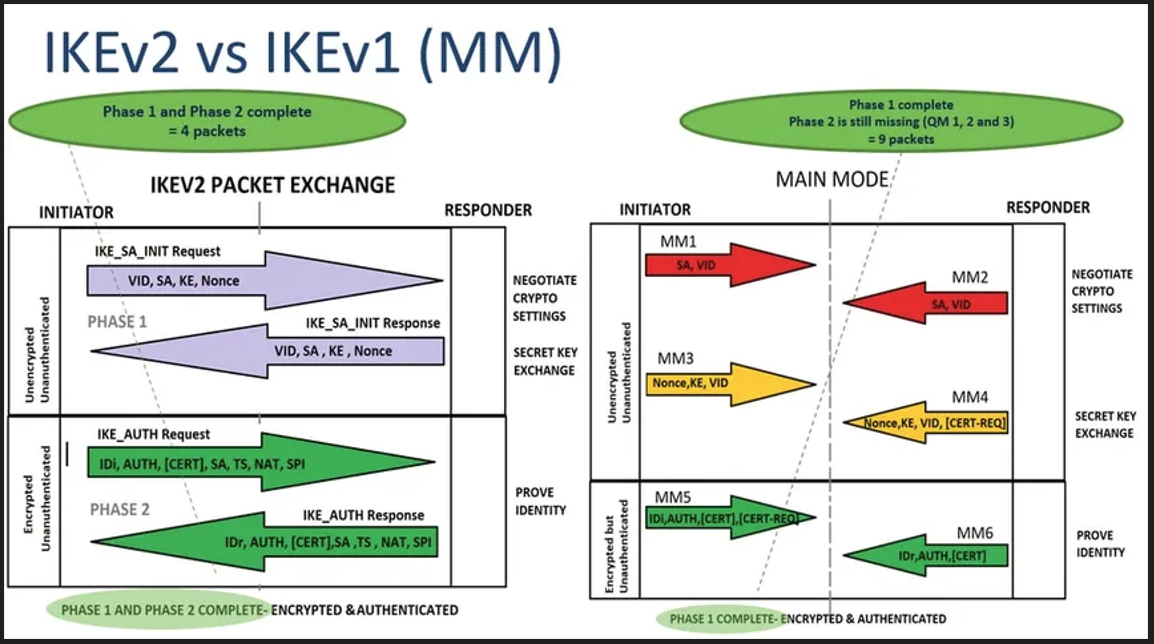 IKEv2 vs IKEv1 (MM)
Phase 1 and Phase 2 complete
= 4 packets
Phase 1 complete
Phase 2 is still missing (QM 1, 2 and 3)
= 9 packets
IKEV2 PACKET EXCHANGE
INITIATOR
RESPONDER
Unencrypted
Unanuthenticated
IKE_SA_INIT Request
VID, SA, KE, Nonce
PHASE 1
IKE_SA_INIT Response
VID, SA , KE , Nonce
NEGOTIATE
CRYPTO
SETTINGS
SECRET KEY
EXCHANGE
Encrypted
Unanuthenticated
IKE_AUTH Request
IDi, AUTH, [CERT], SA, TS, NAT, SPI
PHASE 2
IKE_AUTH Response
IDr, AUTH, [CERT],SA ,TS , NAT, SPI
PROVE
IDENTITY
PHASE 1 AND PHASE 2 COMPLETE- ENCRYPTED & AUTHENTICATED
MAIN MODE
INITIATOR
RESPONDER
Unencrypted
Unanuthenticated
MM1
SA, VID
MM2
SA, VID
NEGOTIATE
CRYPTO
SETTINGS
MM3
Nonce,KE, VID
MM4
Nonce,KE, VID, [CERT-REQ]
SECRET KEY
EXCHANGE
Encrypted but
Unauthenticated
MM5
IDi,AUTH,[CERT],[CERT-REQ]
MM6
IDr,AUTH,[CERT]
PROVE
IDENTITY
PHASE 1 COMPLETE- ENCRYPTED & AUTHENTICATED